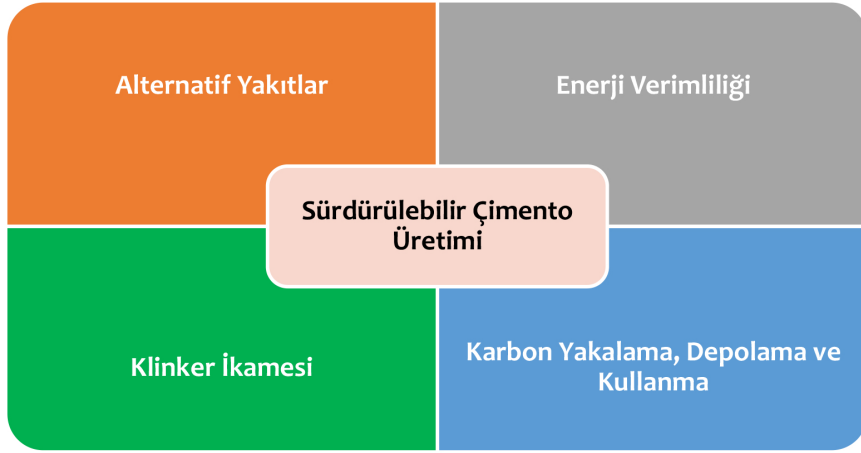 Alternatif Yakıtlar
Enerji Verimliliği
Sürdürülebilir Çimento
Üretimi
Klinker İkamesi
Karbon Yakalama, Depolama ve
Kullanma